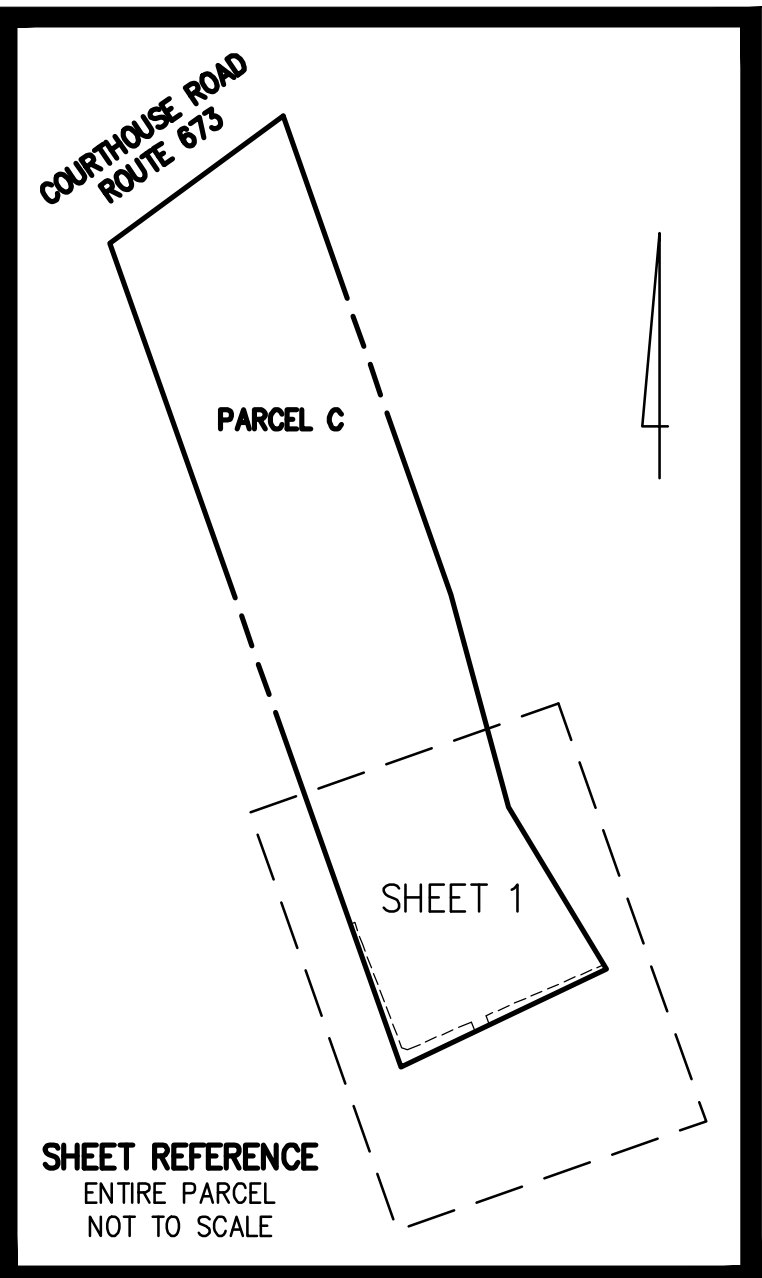 COURTHOUSE ROAD
ROUTE 673
PARCEL C
SHEET 1
SHEET REFERENCE
ENTIRE PARCEL
NOT TO SCALE